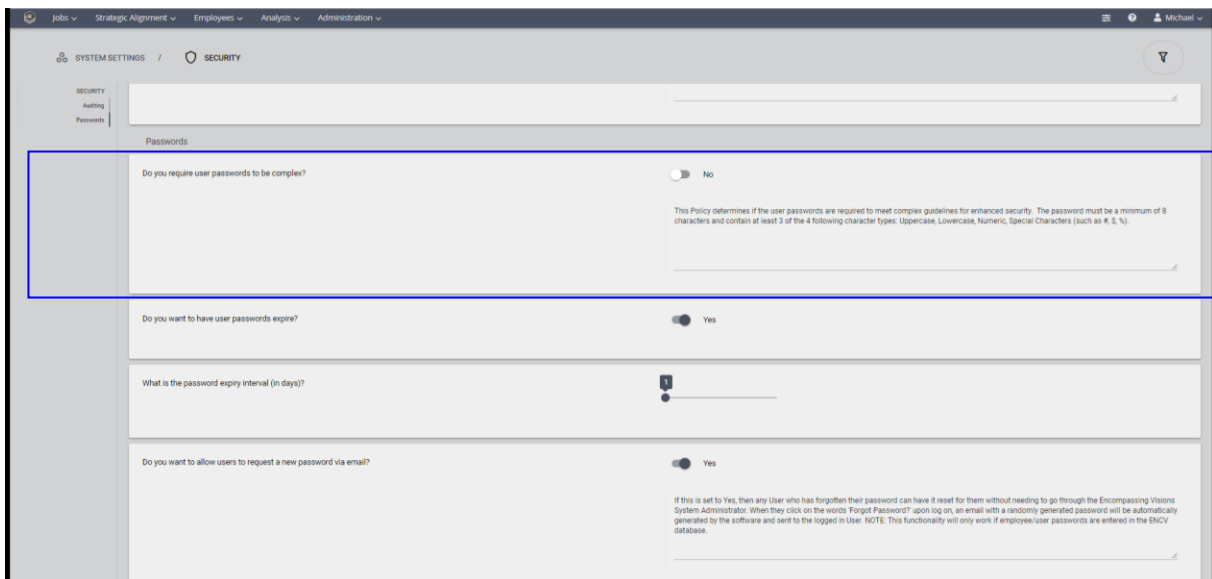 Jobs Strategic Alignment Employees Analysis Administration Michael
SYSTEM SETTINGS / SECURITY
SECURITY
Auditing
Passwords
Passwords
Do you require user passwords to be complex? No
This Policy determines if the user passwords are required to meet complex guidelines for enhanced security. The password must be a minimum of 8
characters and contain at least 3 of the 4 following character types: Uppercase, Lowercase, Numeric, Special Characters (such as #, $, %).
Do you want to have user passwords expire? Yes
What is the password expiry interval (in days)? 1
Do you want to allow users to request a new password via email? Yes
If this is set to Yes, then any User who has forgotten their password can have it reset for them without needing to go through the Encompassing Visions
System Administrator. When they click on the words 'Forgot Password?' upon log on, an email with a randomly generated password will be automatically
generated by the software and sent to the logged in User. NOTE: This functionality will only work if employee/user passwords are entered in the ENCV
database.